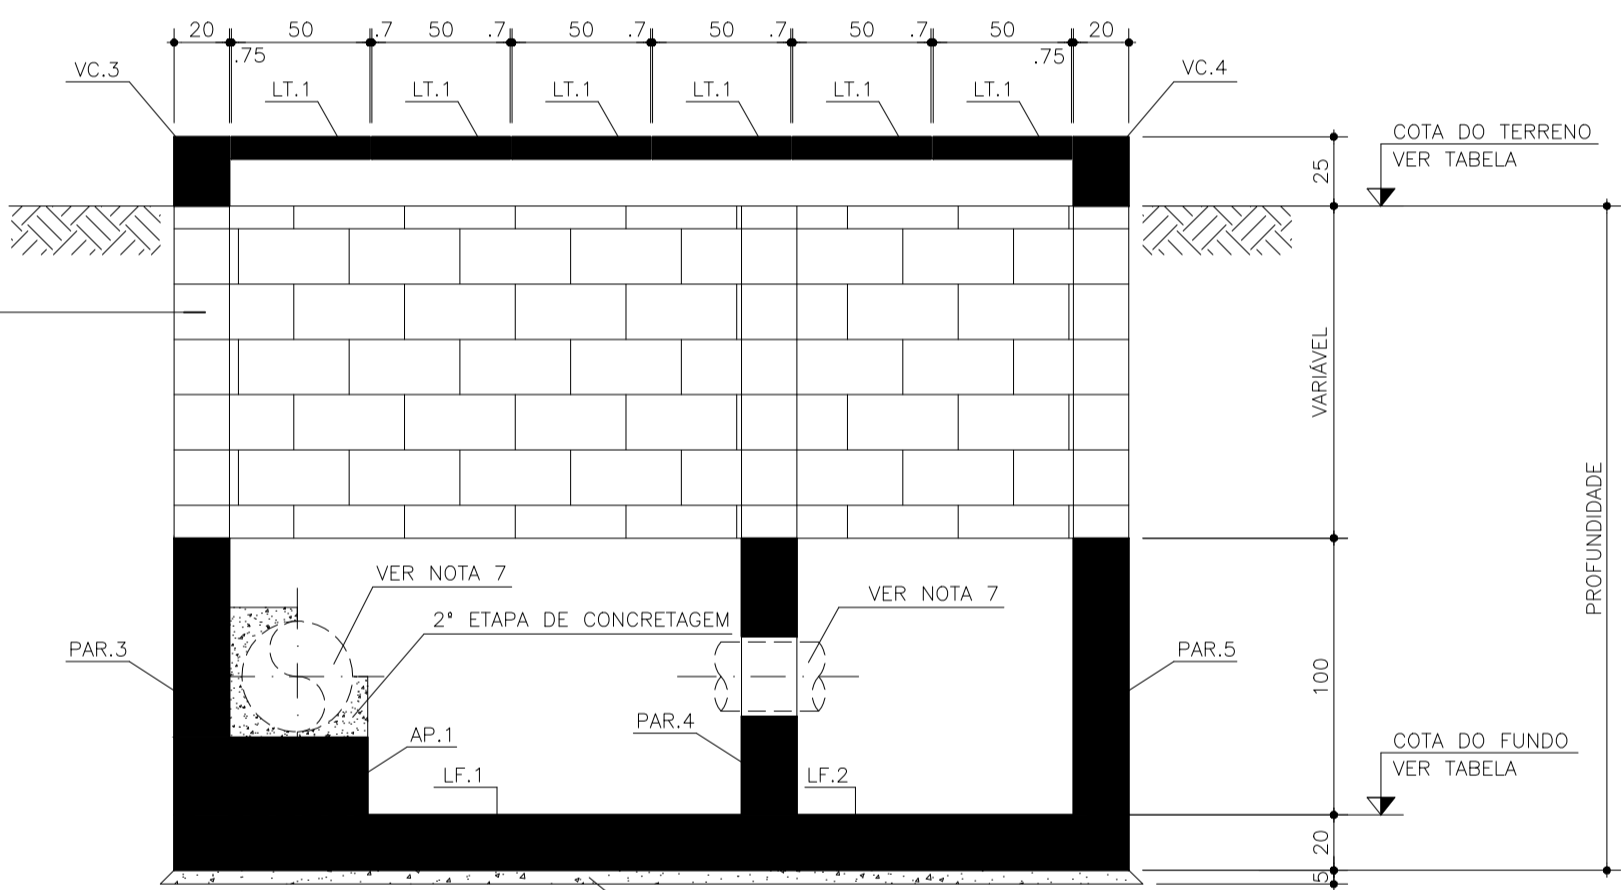 20 50 .7 50 .7 50 .7 50 .7 50 .7 50 20
.75 .75
VC.3 VC.4
LT.1 LT.1 LT.1 LT.1 LT.1 LT.1
COTA DO TERRENO
VER TABELA
25
VARIÁVEL
PROFUNDIDADE
VER NOTA 7
VER NOTA 7
2ª ETAPA DE CONCRETAGEM
PAR.3
PAR.5
100
PAR.4
AP.1
COTA DO FUNDO
VER TABELA
LF.1
LF.2
20
5